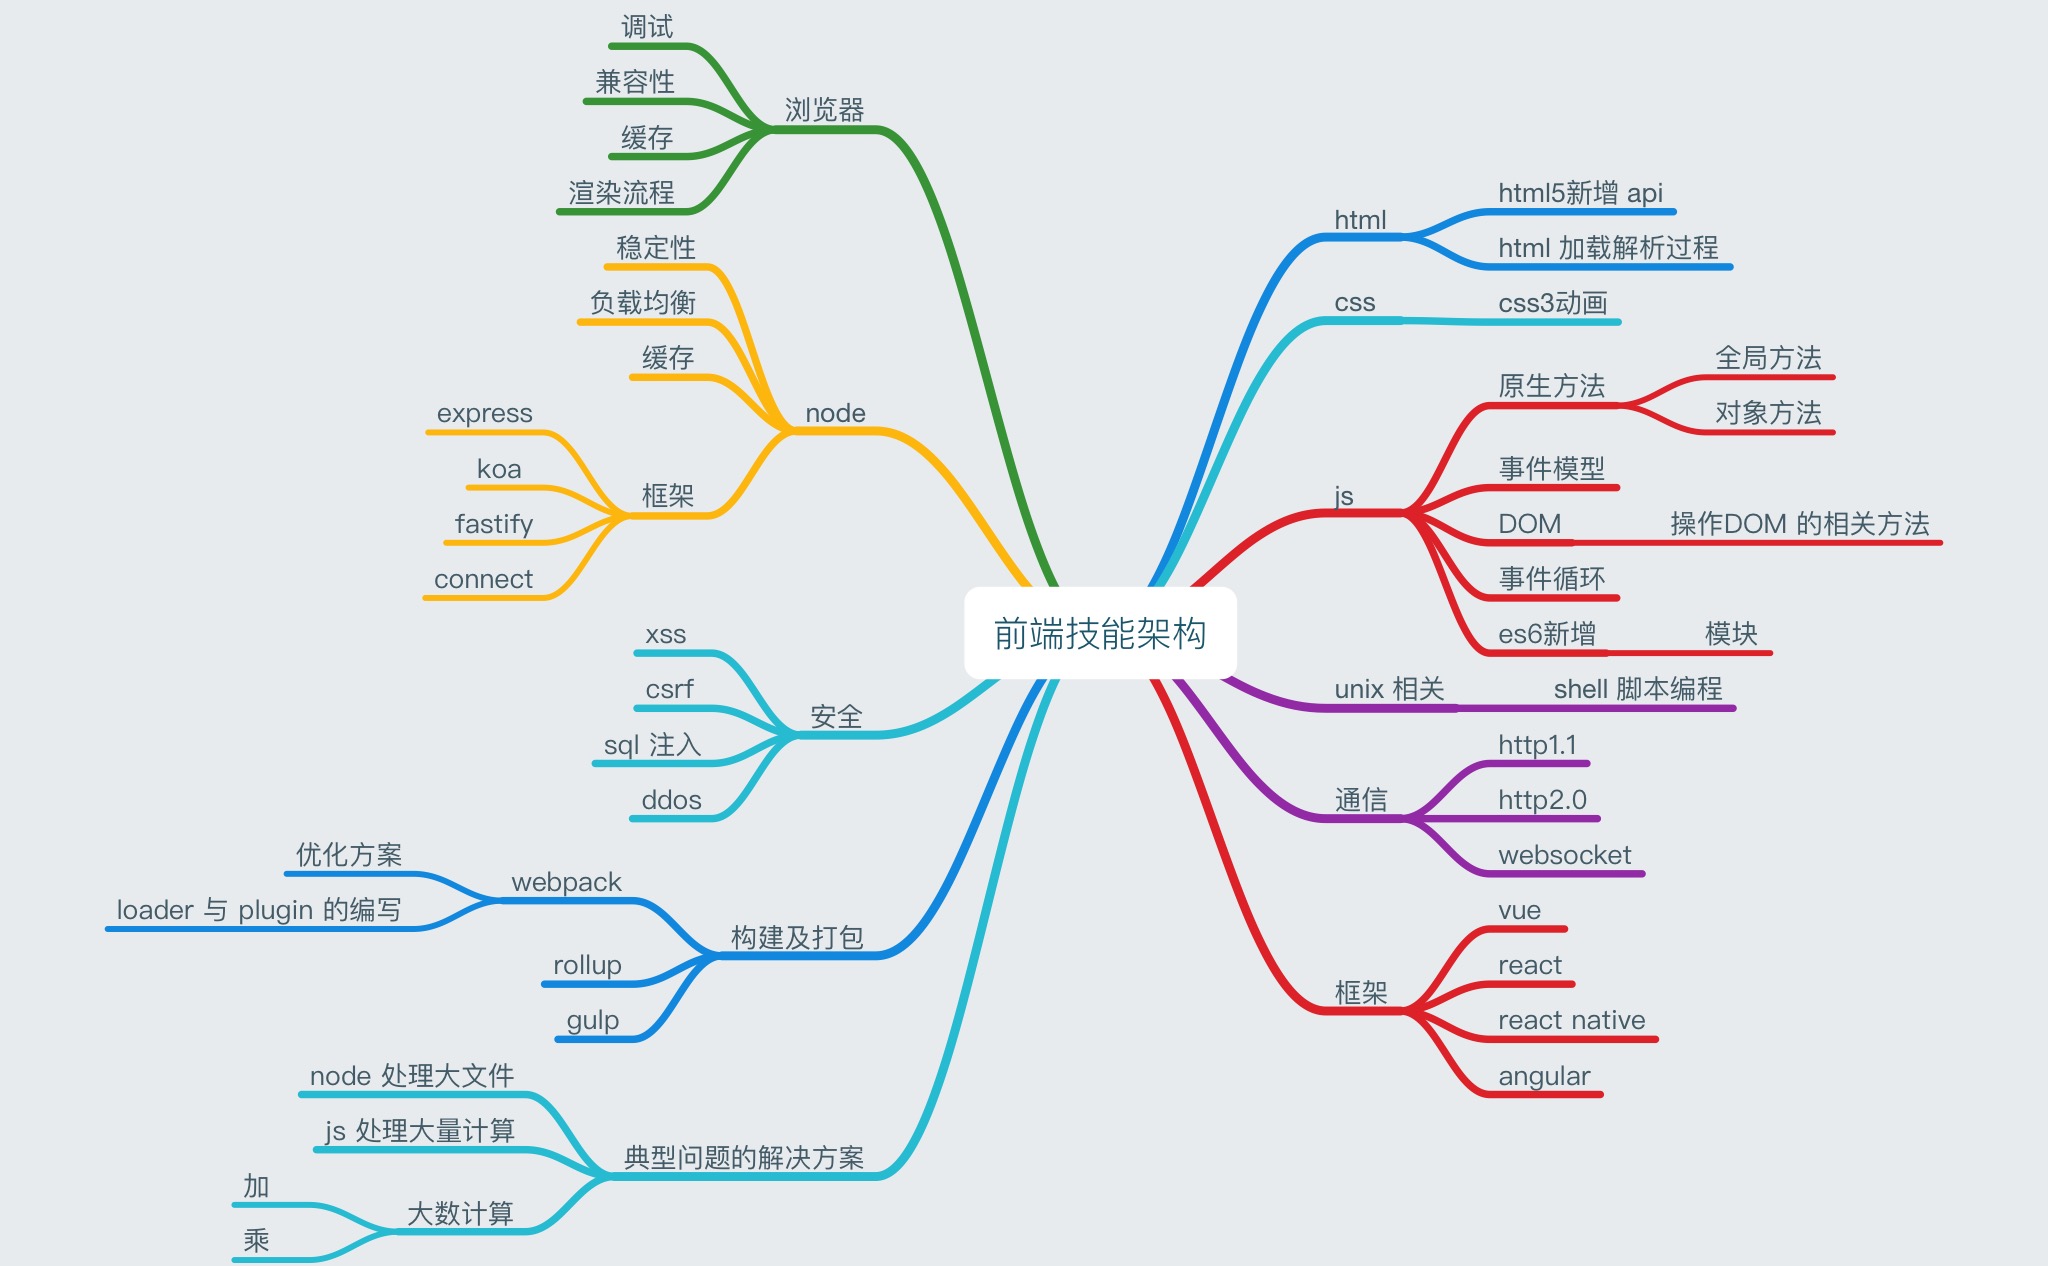 前端技能架构
html
html5新增 api
html 加载解析过程
css
css3动画
js
原生方法
全局方法
对象方法
事件模型
DOM
操作DOM 的相关方法
事件循环
es6新增
模块
unix 相关
shell 脚本编程
通信
http1.1
http2.0
websocket
框架
vue
react
react native
angular
浏览器
调试
兼容性
缓存
渲染流程
node
稳定性
负载均衡
缓存
框架
express
koa
fastify
connect
安全
xss
csrf
sql 注入
ddos
构建及打包
webpack
优化方案
loader 与 plugin 的编写
rollup
gulp
典型问题的解决方案
node 处理大文件
js 处理大量计算
大数计算
加
乘